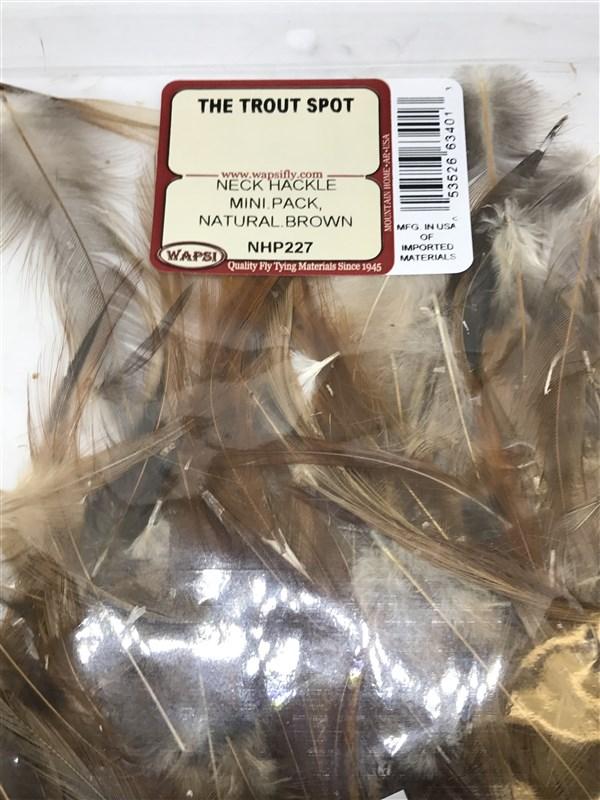 THE TROUT SPOT
www.wapsifly.com
NECK HACKLE
MINI.PACK,
NATURAL.BROWN
NHP227
WAPSI
Quality Fly Tying Materials Since 1945
MOUNTAIN HOME•AR•USA
53526 63401
MFG. IN USA
OF
IMPORTED
MATERIALS